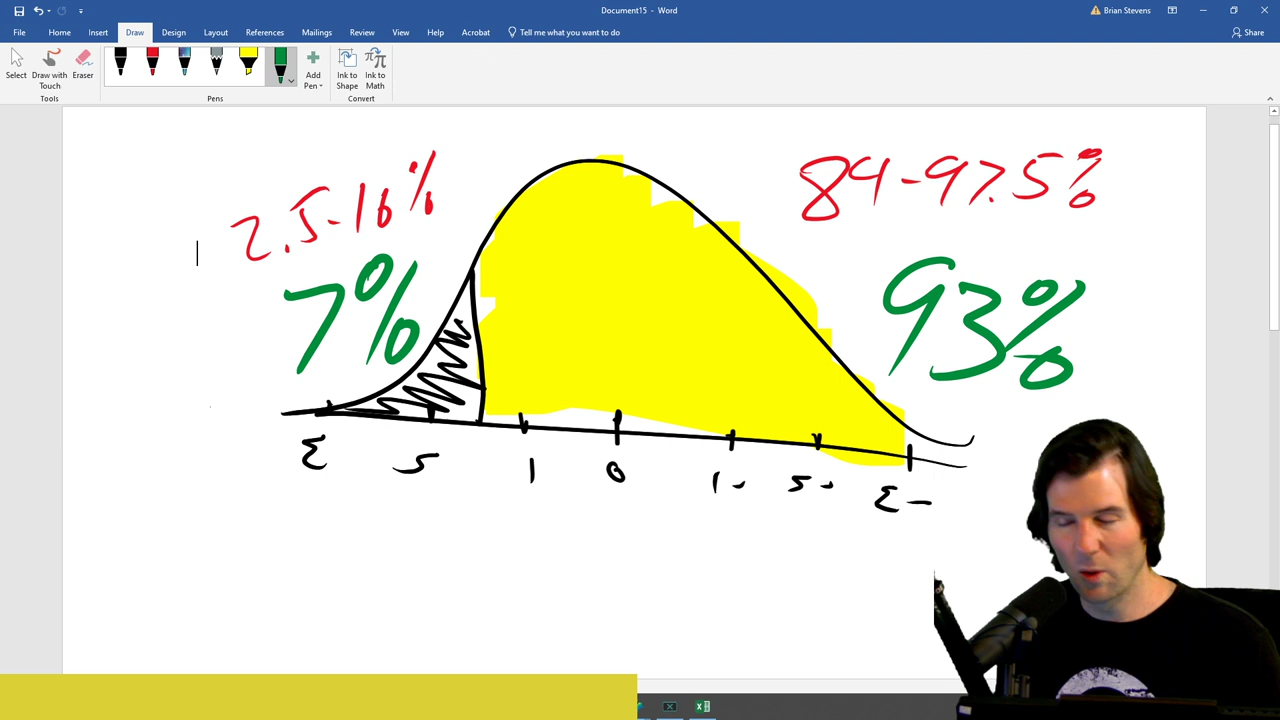 Document15 - Word
Brian Stevens
File Home Insert Draw Design Layout References Mailings Review View Help Acrobat Tell me what you want to do Share
Select
Draw with
Touch
Eraser
Add
Pen
Ink to
Shape
Ink to
Math
Tools Pens Convert
2.5-16%
84-97.5%
7%
93%
3 2 1 0 1- 2- 3-